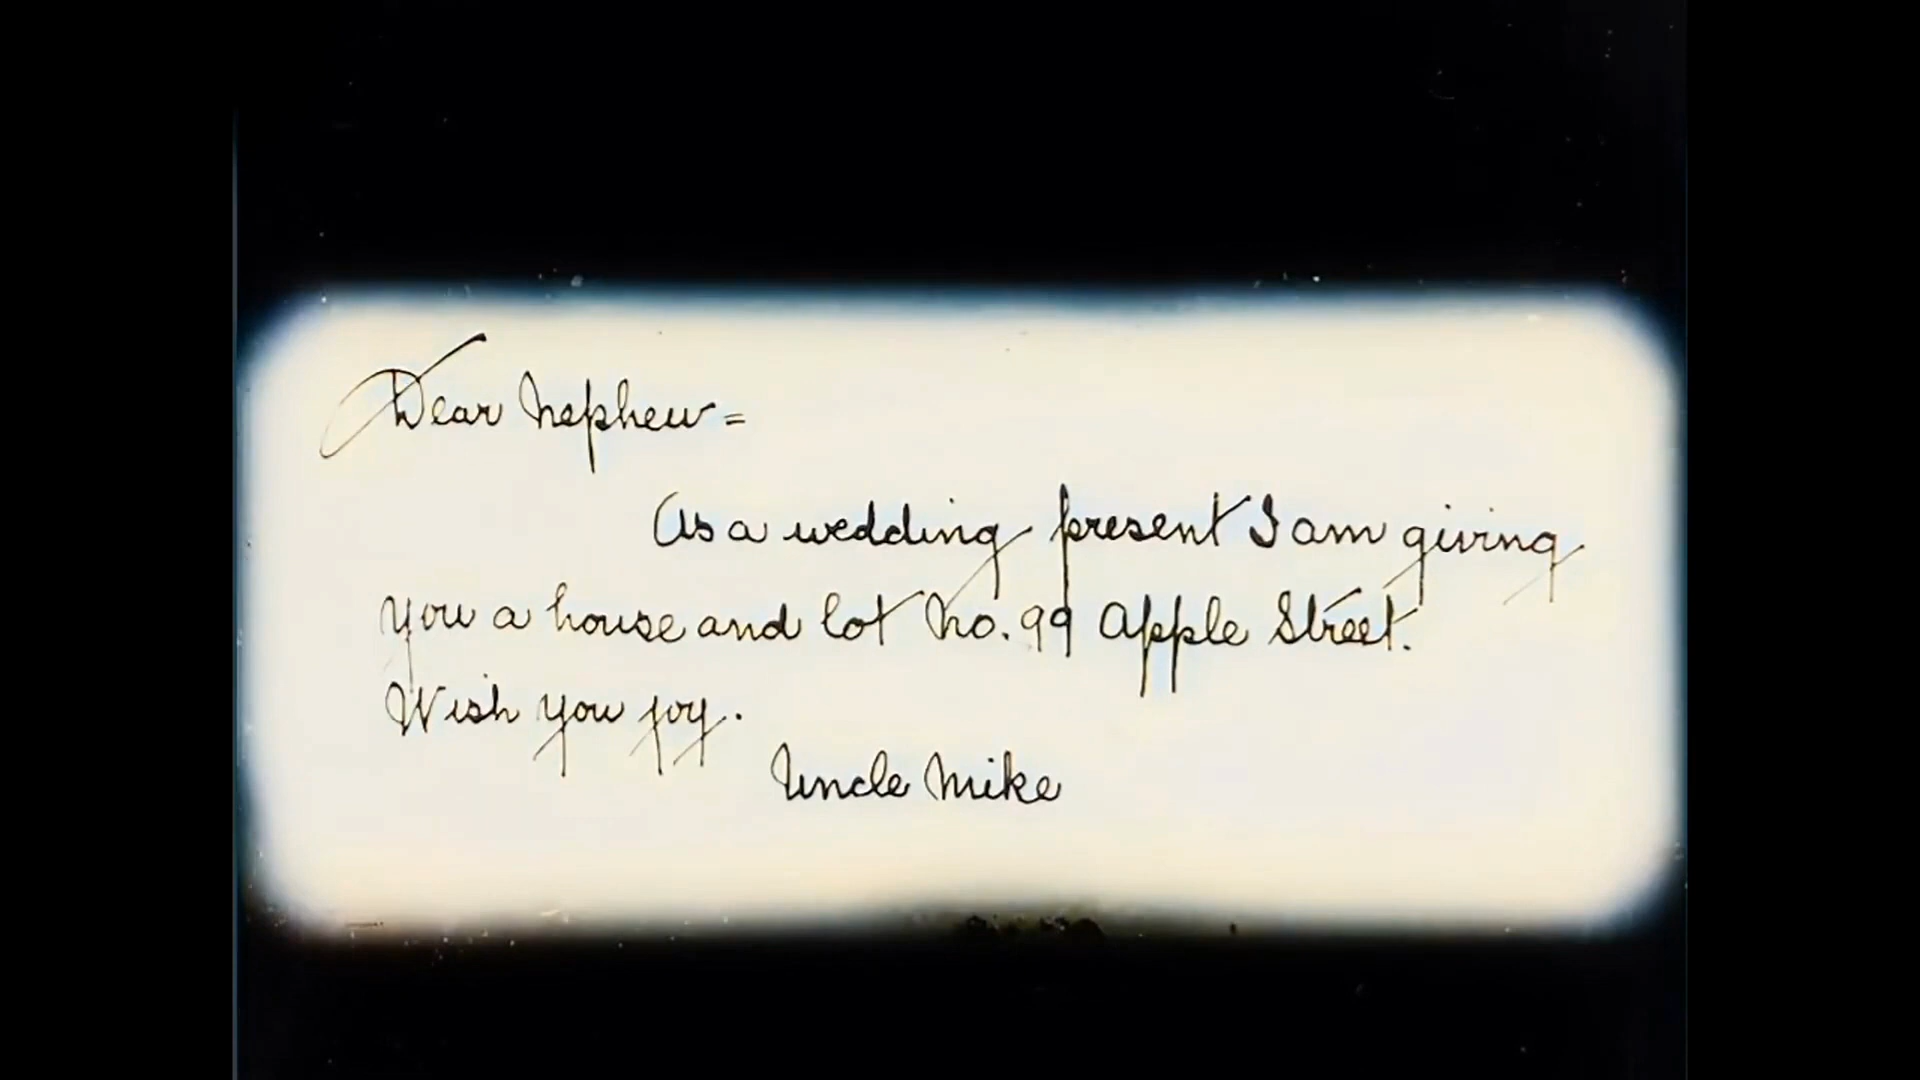 Dear Nephew =
As a wedding present I am giving
you a house and lot No. 99 Apple Street.
Wish you joy.
Uncle Mike